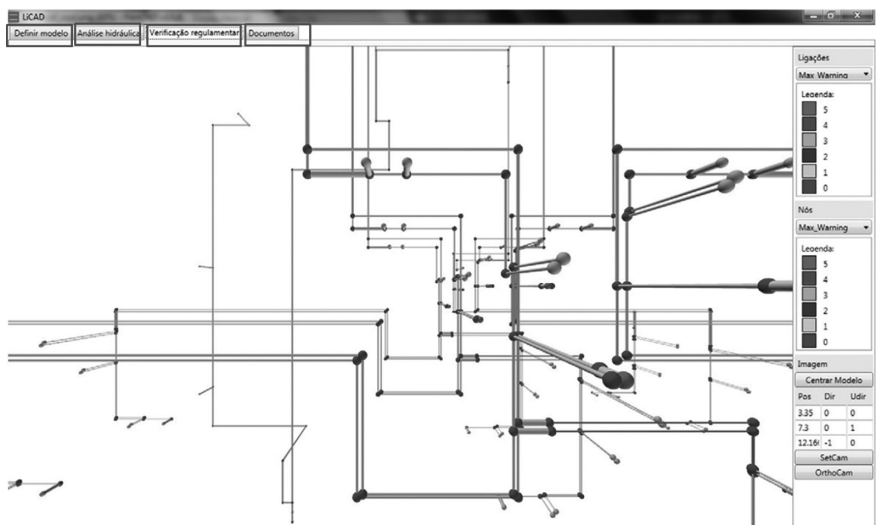 LiCAD
Definir modelo Análise hidráulica Verificação regulamentar Documentos
Ligações
Max_Warning
Legenda:
5
4
3
2
1
0
Nós
Max_Warning
Legenda:
5
4
3
2
1
0
Imagem
Centrar Modelo
Pos Dir Udir
3.35 0 0
7.3 0 1
-1 0
SetCam
OrthoCam